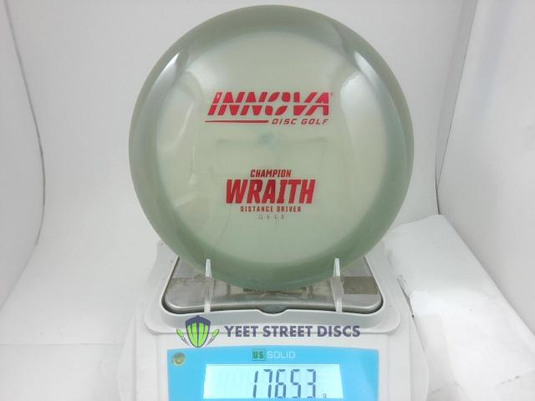 INNOVA
DISC GOLF
CHAMPION
WRAITH
DISTANCE DRIVER
YEET STREET DISCS
US SOLID
176.53 g